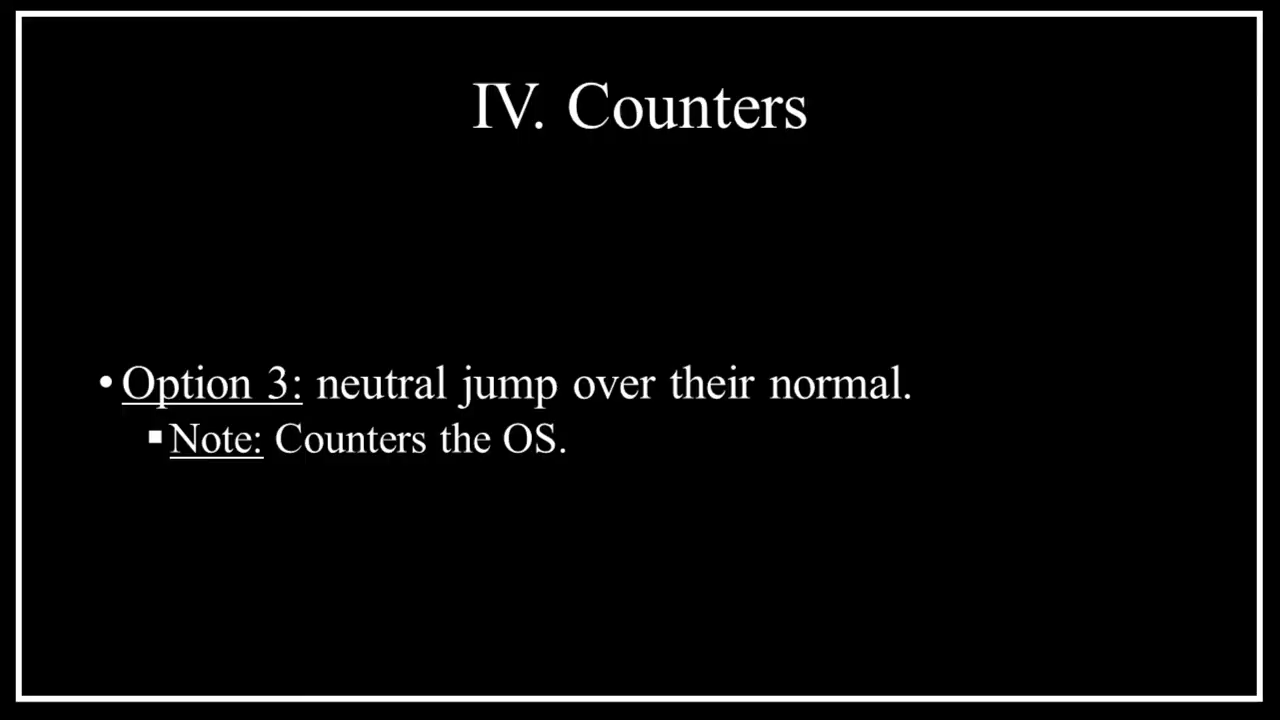 IV. Counters
• Option 3: neutral jump over their normal.
▪ Note: Counters the OS.